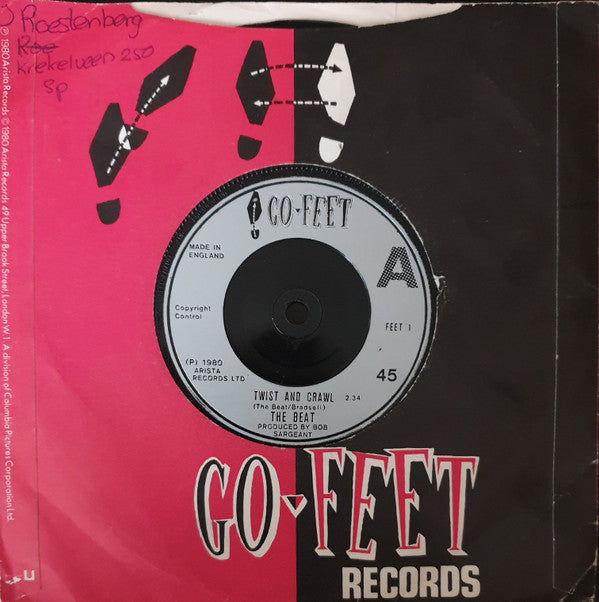 Roestenberg
Roe
Krekelveen 250
Sp
℗ 1980 Arista Records © 1980 Arista Records 49 Upper Brook Street, London W1. A division of Columbia Pictures Corporation Ltd.
GO-FEET
MADE IN
ENGLAND
A
Copyright
Control
FEET 1
(P) 1980
ARISTA
RECORDS LTD
45
TWIST AND CRAWL 2.34
(The Beat/Bradsell)
THE BEAT
PRODUCED BY BOB
SARGEANT
GO-FEET
RECORDS